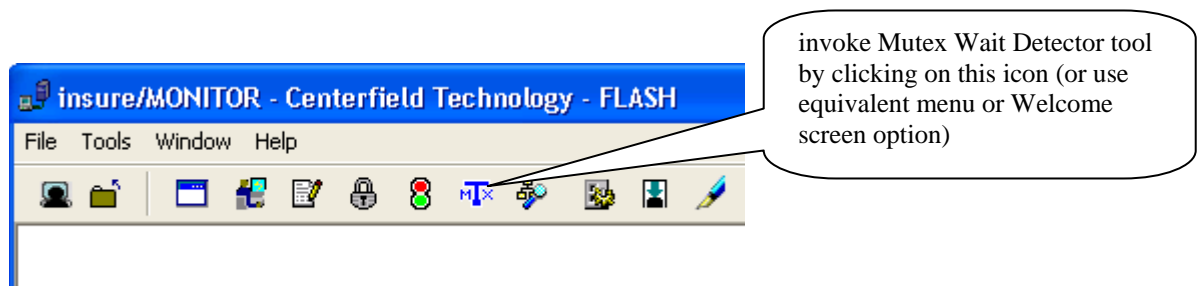 invoke Mutex Wait Detector tool
by clicking on this icon (or use
equivalent menu or Welcome
screen option)
insure/MONITOR - Centerfield Technology - FLASH
File Tools Window Help
MTX